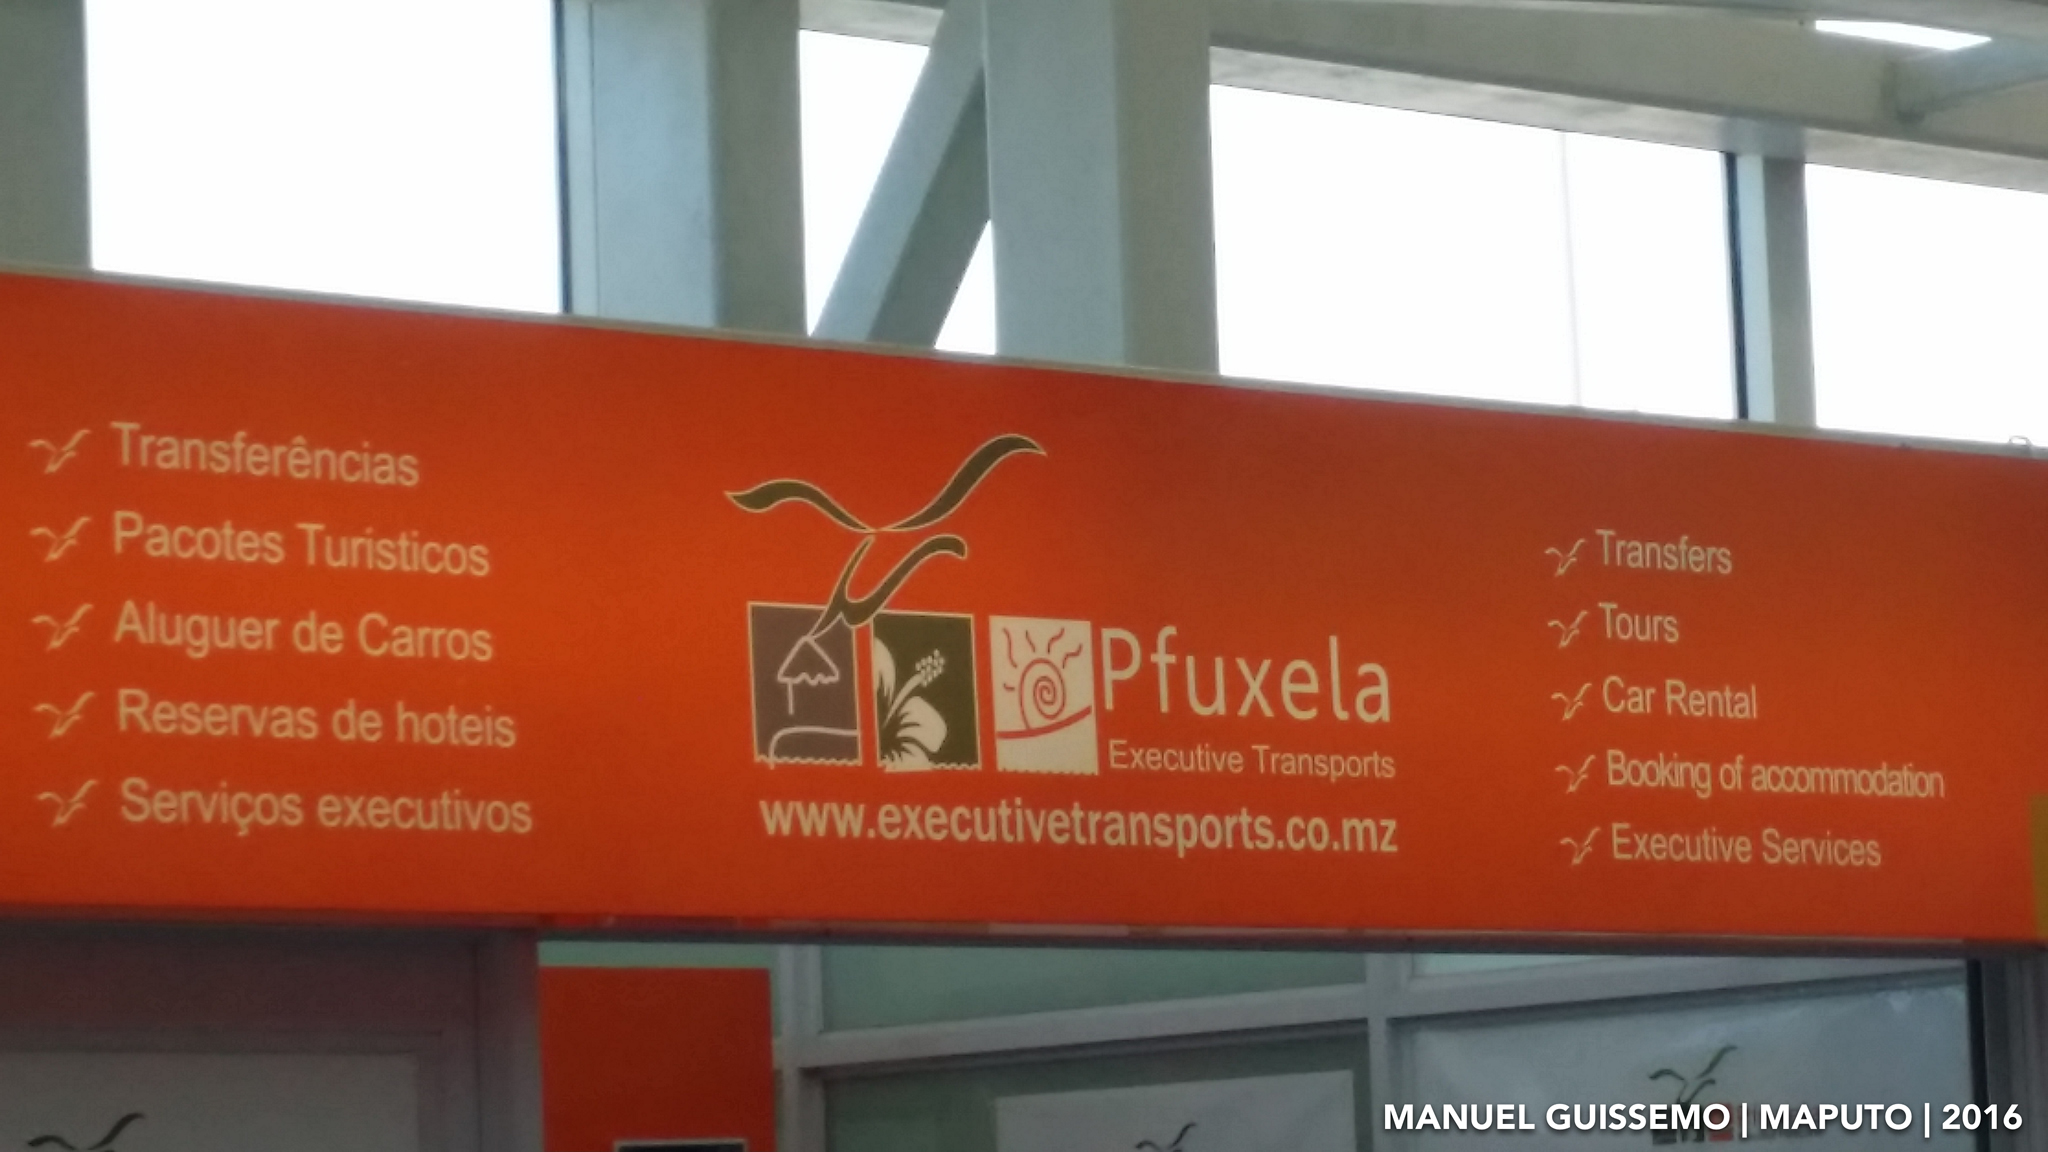 Transferências
Pacotes Turisticos
Aluguer de Carros
Reservas de hoteis
Serviços executivos
Pfuxela
Executive Transports
www.executivetransports.co.mz
Transfers
Tours
Car Rental
Booking of accommodation
Executive Services
MANUEL GUISSEMO | MAPUTO | 2016